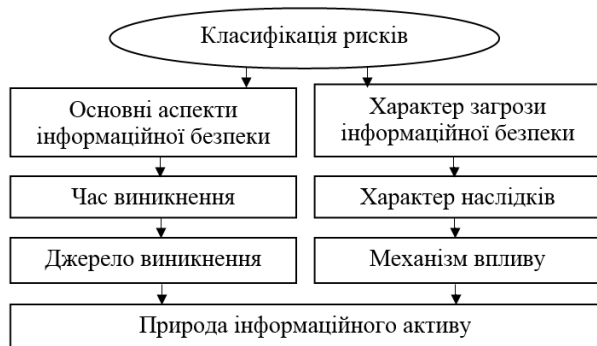 Класифікація рисків
Основні аспекти
інформаційної безпеки
Характер загрози
інформаційної безпеки
Час виникнення
Характер наслідків
Джерело виникнення
Механізм впливу
Природа інформаційного активу